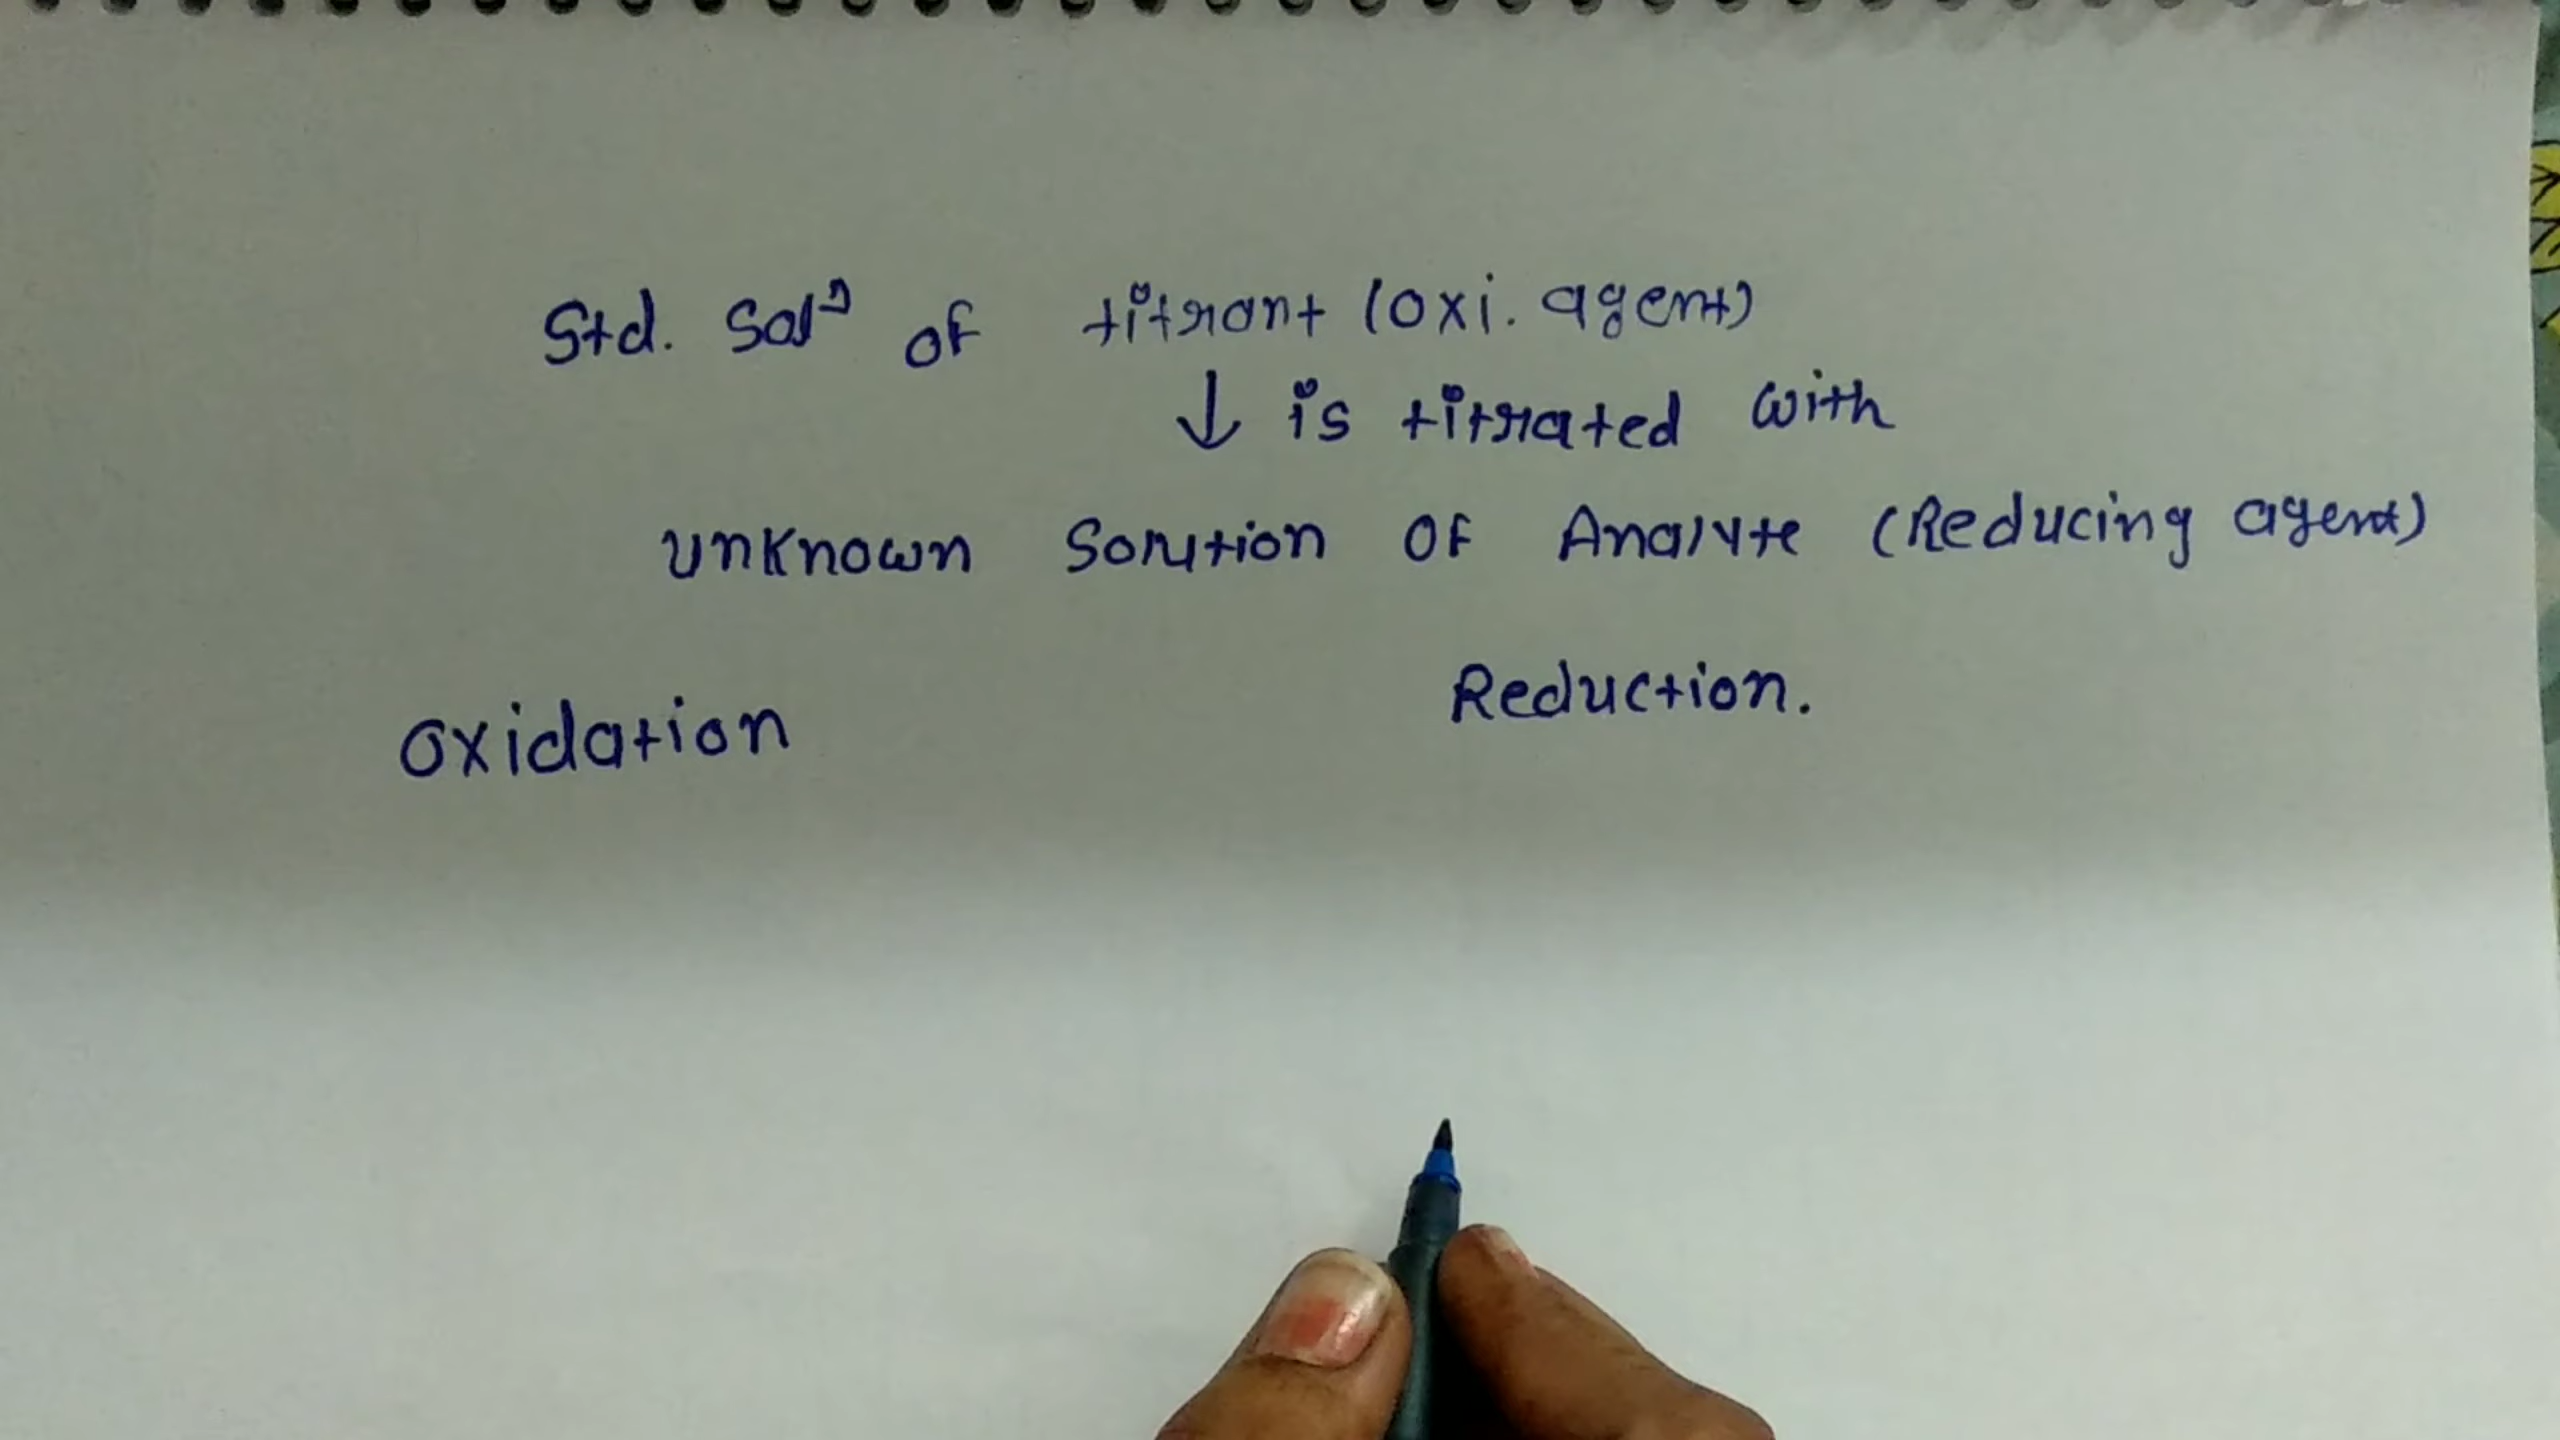 Std. Solⁿ of titrant (oxi. agent)
↓ is titrated with
unknown Solution of Analyte (Reducing agent)
Reduction.
Oxidation